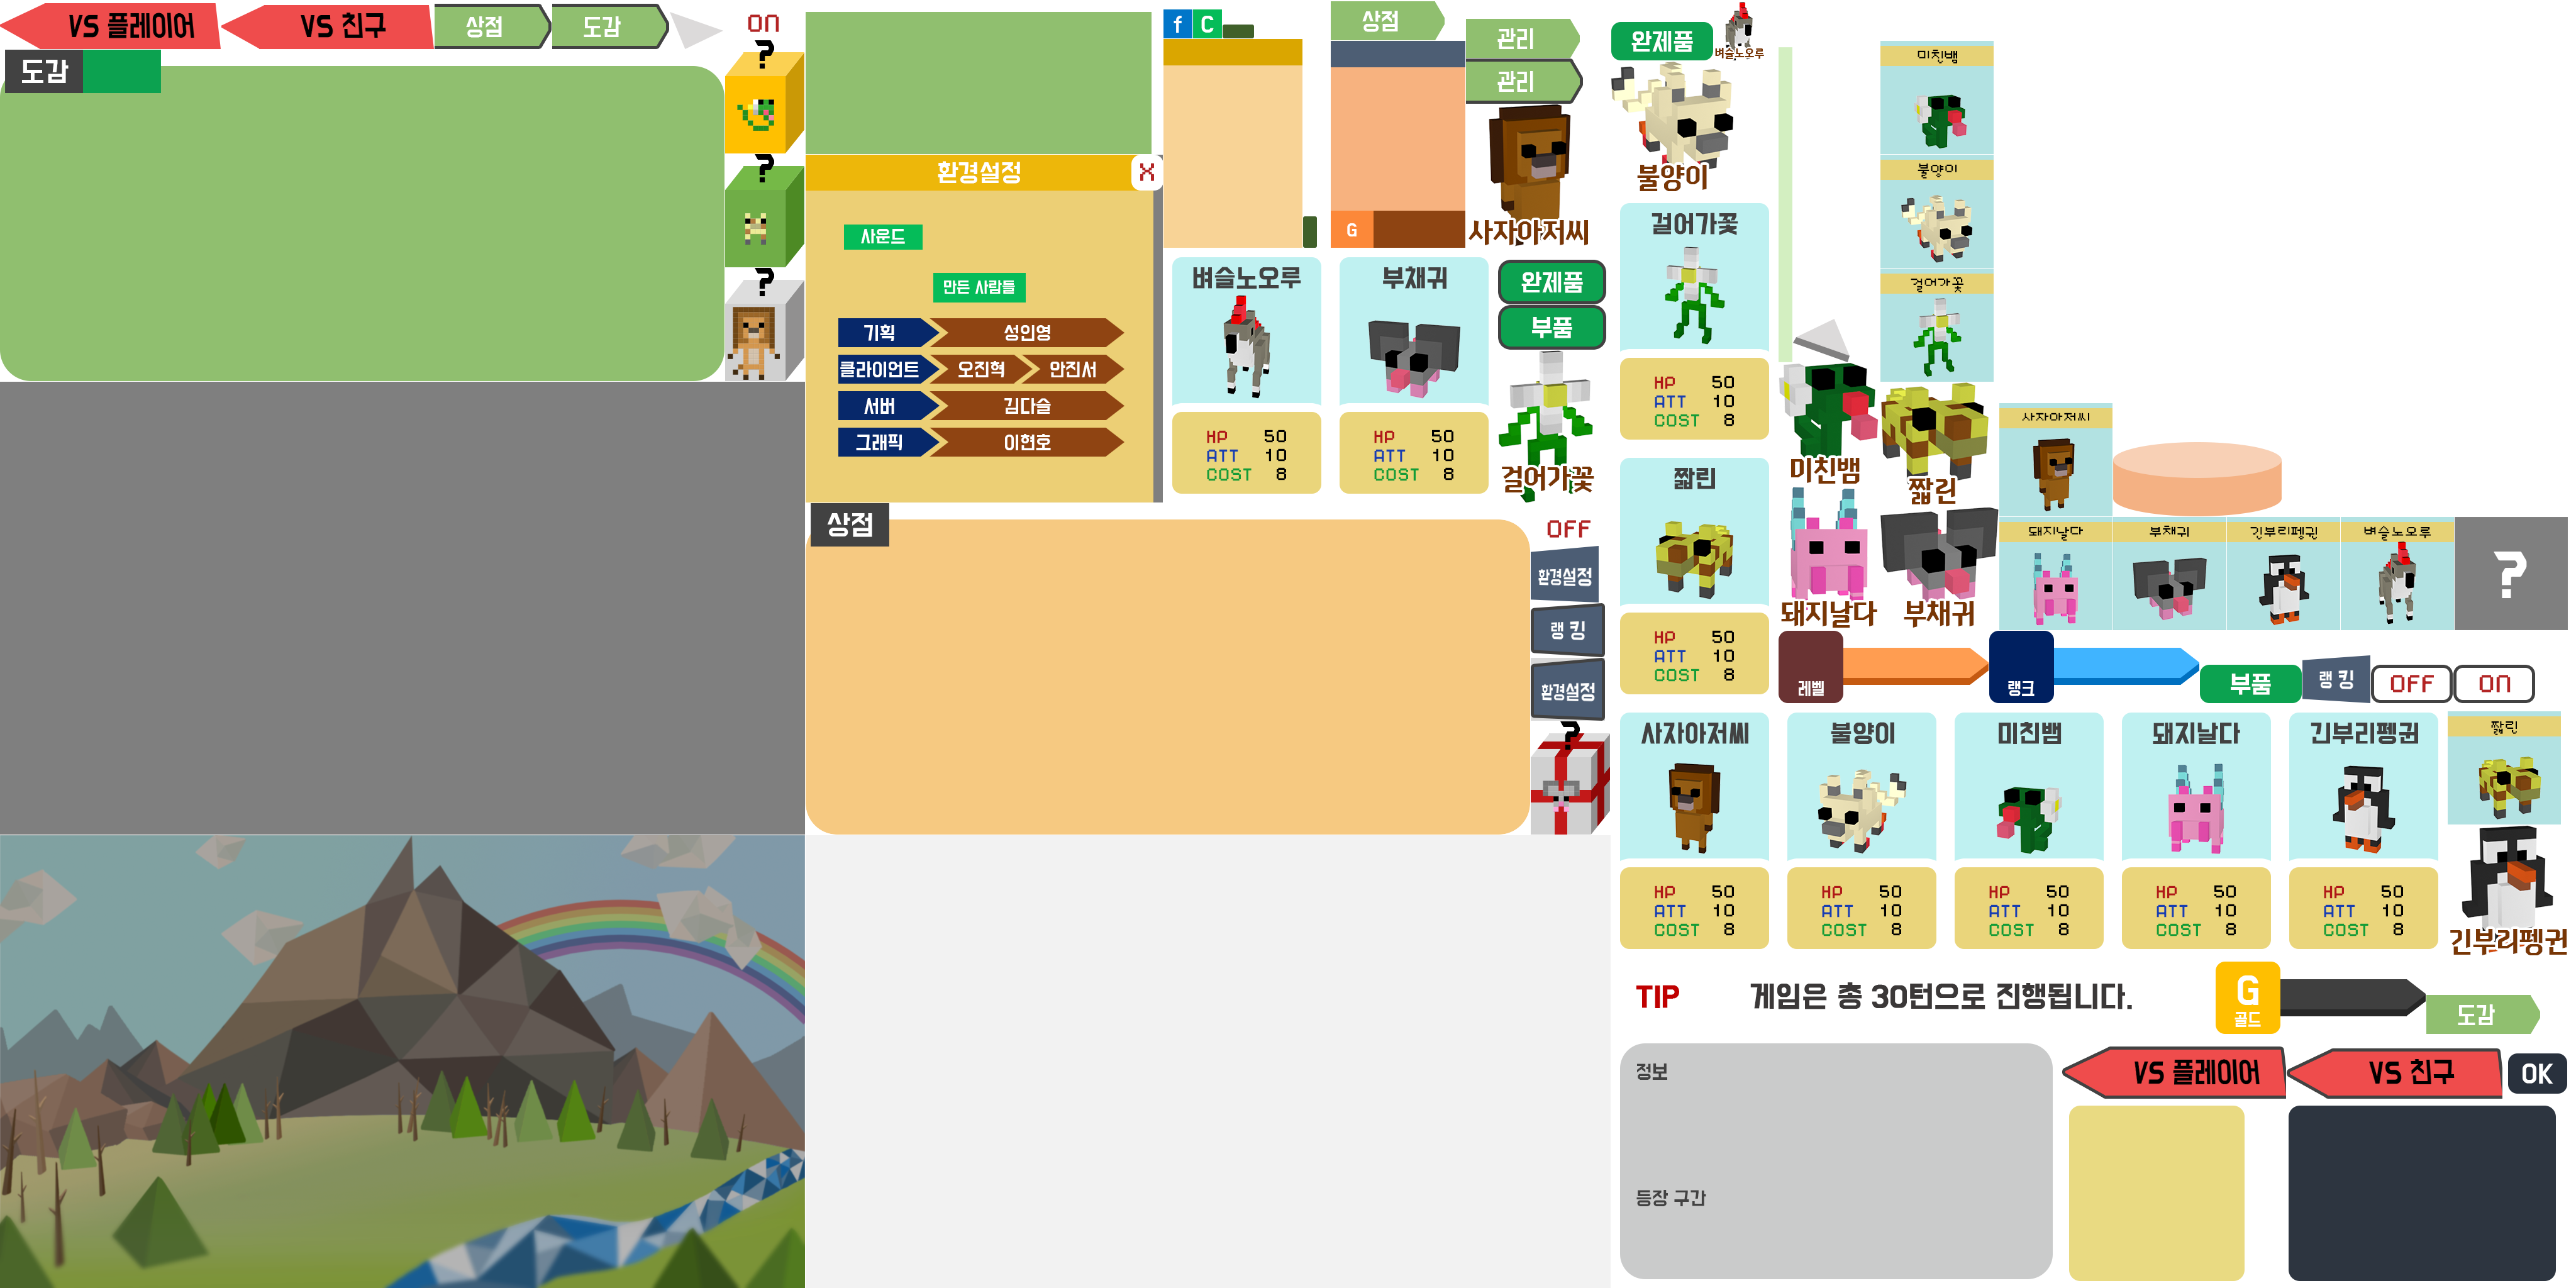 VS 플레이어
VS 친구
상점
도감
ON
도감
?
?
?
f C
상점
관리
관리
완제품
벼슬노오루
불양이
사자아저씨
G
환경설정
X
사운드
만든 사람들
기획 성인영
클라이언트 오진혁 안진서
서버 김다슬
그래픽 이현호
벼슬노오루
HP 50
ATT 10
COST 8
부채귀
HP 50
ATT 10
COST 8
완제품
부품
걸어가꽃
걸어가꽃
HP 50
ATT 10
COST 8
짧린
HP 50
ATT 10
COST 8
미친뱀
불양이
걸어가꽃
미친뱀
짧린
돼지날다
부채귀
사자아저씨
돼지날다
부채귀
긴부리펭귄
벼슬노오루
?
상점
OFF
환경설정
랭 킹
환경설정
?
레벨
랭크
부품
랭 킹
OFF
ON
사자아저씨
HP 50
ATT 10
COST 8
불양이
HP 50
ATT 10
COST 8
미친뱀
HP 50
ATT 10
COST 8
돼지날다
HP 50
ATT 10
COST 8
긴부리펭귄
HP 50
ATT 10
COST 8
짧린
긴부리펭귄
TIP 게임은 총 30턴으로 진행됩니다.
G
골드
도감
정보
등장 구간
VS 플레이어
VS 친구
OK